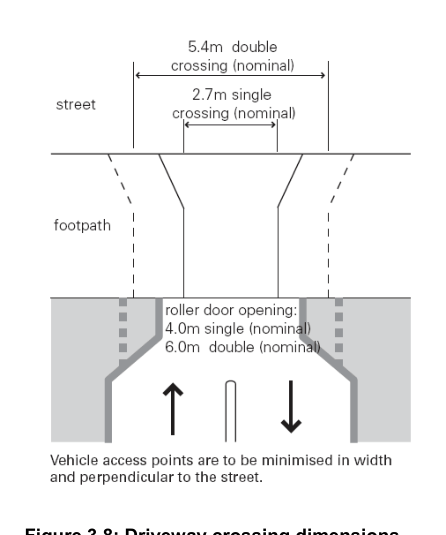 5.4m  double
crossing (nominal)
2.7m single
crossing (nominal)
street
footpath
roller door opening:
4.0m single (nominal)
6.0m  double (nominal)
Vehicle access points are to be minimised in width
and perpendicular to the street.
Figure 3.8: Driveway crossing dimensions